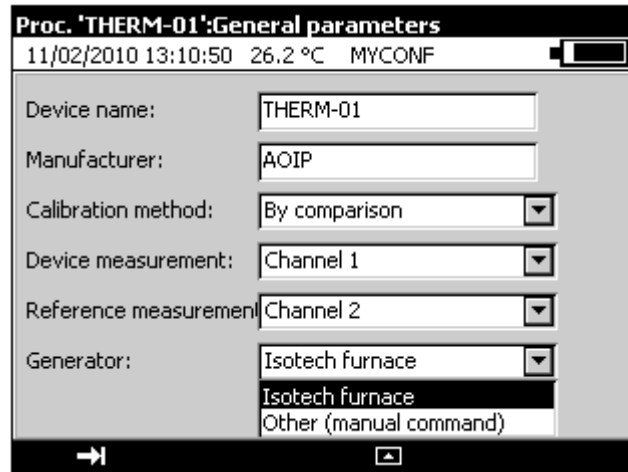 Proc. 'THERM-01':General parameters
11/02/2010 13:10:50 26.2 °C MYCONF
Device name: THERM-01
Manufacturer: AOIP
Calibration method: By comparison
Device measurement: Channel 1
Reference measuremen Channel 2
Generator: Isotech furnace
Isotech furnace
Other (manual command)